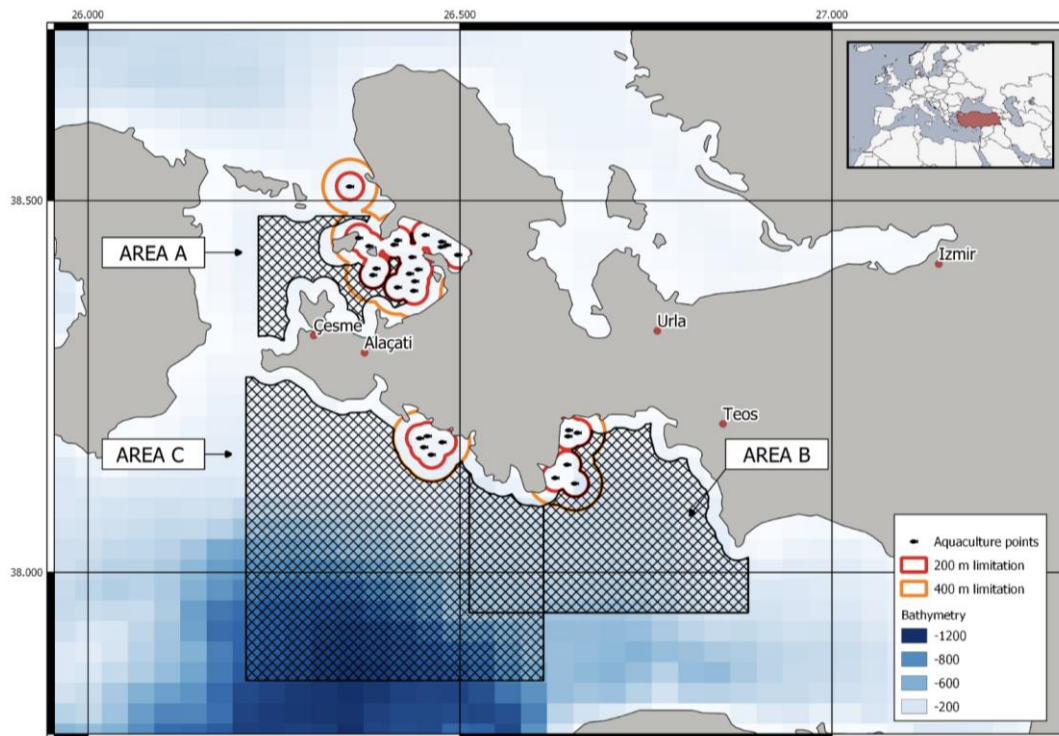 26.000 26.500 27.000
38.500
AREA A
Izmir
Çesme
Urla
Alaçati
Teos
AREA C
AREA B
38.000
Aquaculture points
200 m limitation
400 m limitation
Bathymetry
-1200
-800
-600
-200